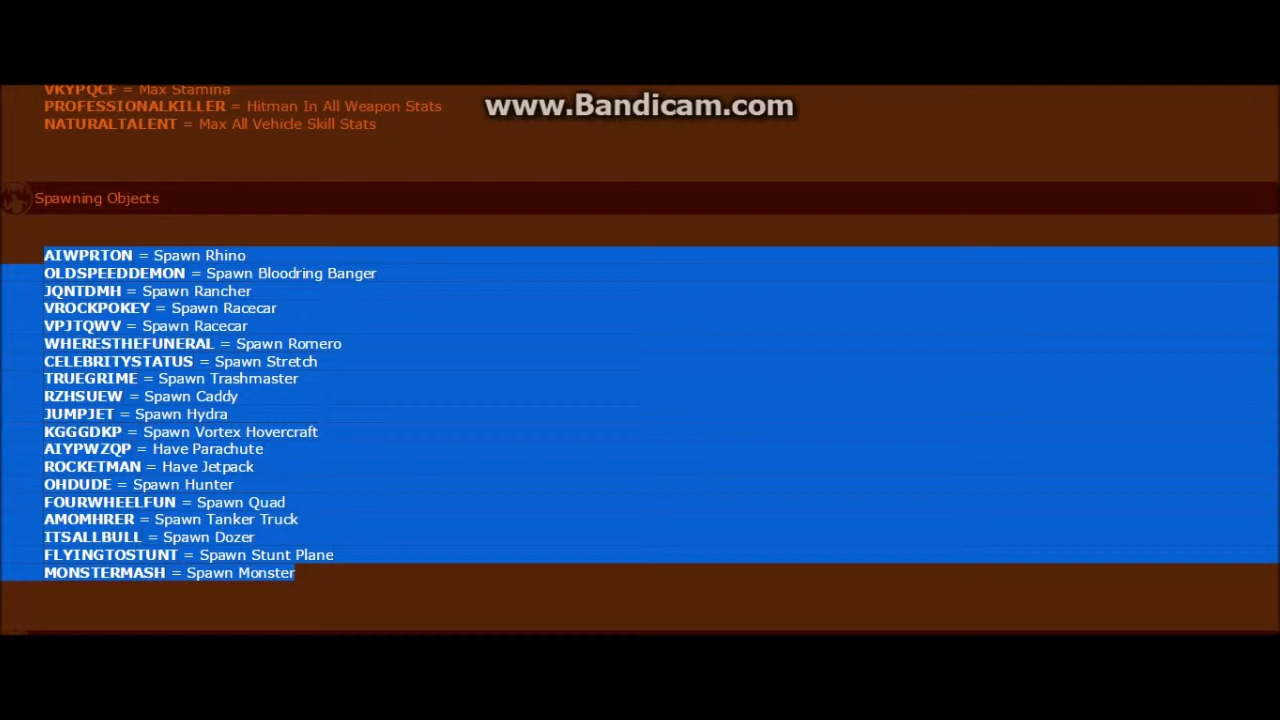 VKYPQCF = Max Stamina
PROFESSIONALKILLER = Hitman In All Weapon Stats
www.Bandicam.com
NATURALTALENT = Max All Vehicle Skill Stats
Spawning Objects
AIWPRTON = Spawn Rhino
OLDSPEEDDEMON = Spawn Bloodring Banger
JQNTDMH = Spawn Rancher
VROCKPOKEY = Spawn Racecar
VPJTQWV = Spawn Racecar
WHERESTHEFUNERAL = Spawn Romero
CELEBRITYSTATUS = Spawn Stretch
TRUEGRIME = Spawn Trashmaster
RZHSUEW = Spawn Caddy
JUMPJET = Spawn Hydra
KGGGDKP = Spawn Vortex Hovercraft
AIYPWZQP = Have Parachute
ROCKETMAN = Have Jetpack
OHDUDE = Spawn Hunter
FOURWHEELFUN = Spawn Quad
AMOMHRER = Spawn Tanker Truck
ITSALLBULL = Spawn Dozer
FLYINGTOSTUNT = Spawn Stunt Plane
MONSTERMASH = Spawn Monster